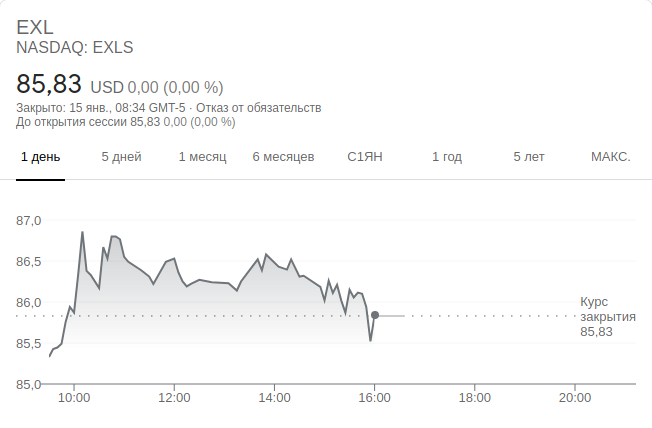 EXL
NASDAQ: EXLS
85,83 USD 0,00 (0,00 %)
Закрыто: 15 янв., 08:34 GMT-5 · Отказ от обязательств
До открытия сессии 85,83 0,00 (0,00 %)
1 день 5 дней 1 месяц 6 месяцев С1ЯН 1 год 5 лет МАКС.
87,0
86,5
86,0
Курс
закрытия
85,83
85,5
85,0
10:00 12:00 14:00 16:00 18:00 20:00